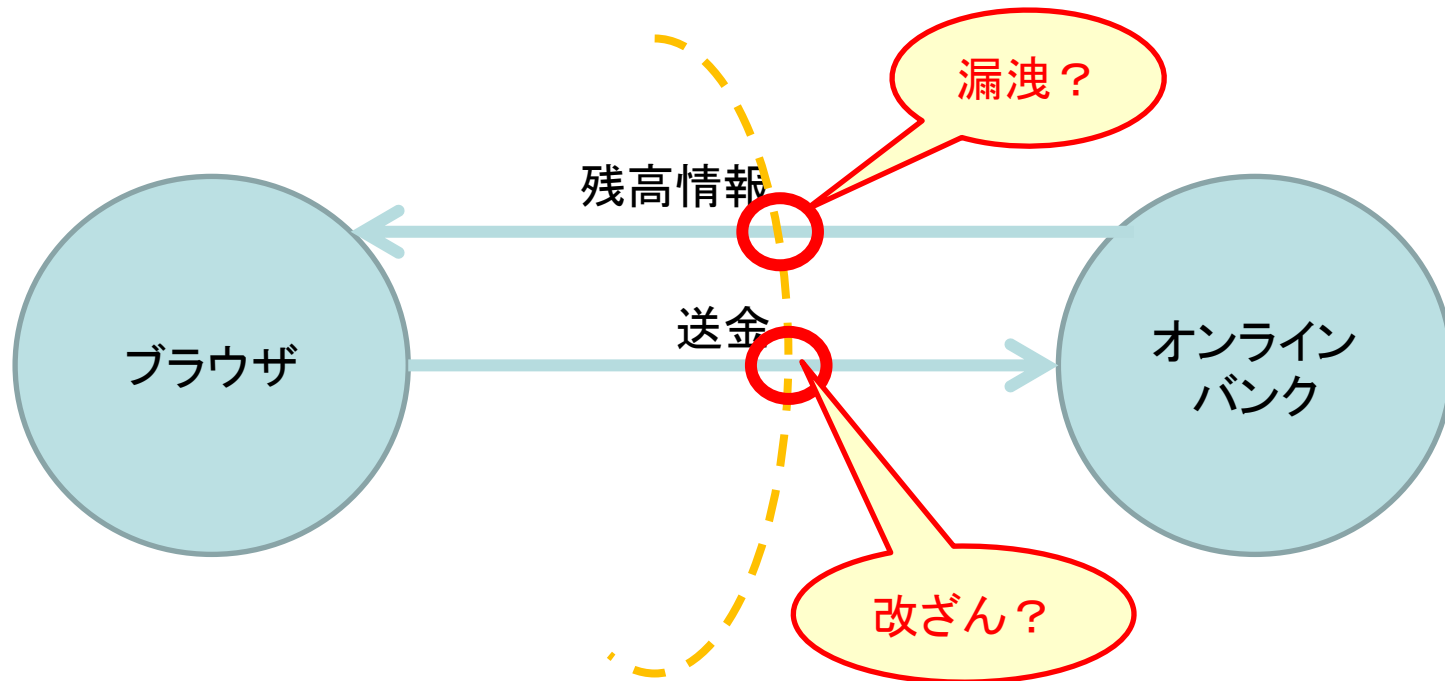 漏洩？
残高情報
送金
ブラウザ
オンライン
バンク
改ざん？